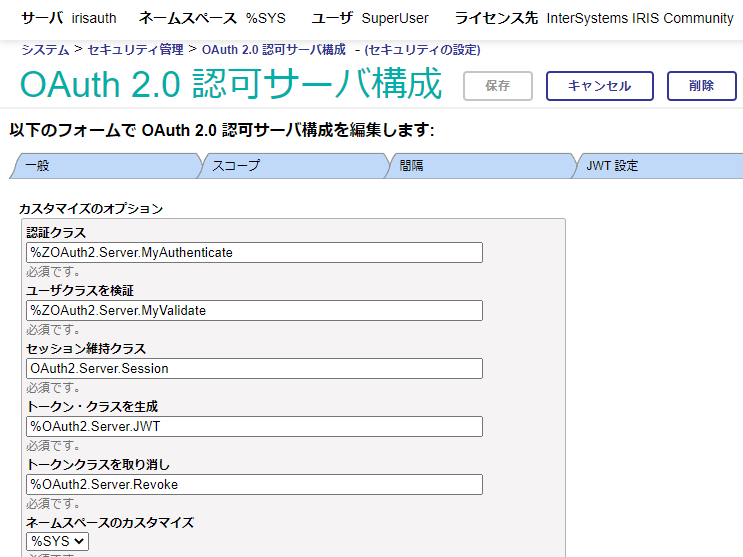 サーバ irisauth ネームスペース %SYS ユーザ SuperUser ライセンス先 InterSystems IRIS Community
システム > セキュリティ管理 > OAuth 2.0 認可サーバ構成 - (セキュリティの設定)
OAuth 2.0 認可サーバ構成 保存 キャンセル 削除
以下のフォームで OAuth 2.0 認可サーバ構成を編集します:
一般 スコープ 間隔 JWT 設定
カスタマイズのオプション
認証クラス
%ZOAuth2.Server.MyAuthenticate
必須です。
ユーザクラスを検証
%ZOAuth2.Server.MyValidate
必須です。
セッション維持クラス
OAuth2.Server.Session
必須です。
トークン・クラスを生成
%OAuth2.Server.JWT
必須です。
トークンクラスを取り消し
%OAuth2.Server.Revoke
必須です。
ネームスペースのカスタマイズ
%SYS
必須です。